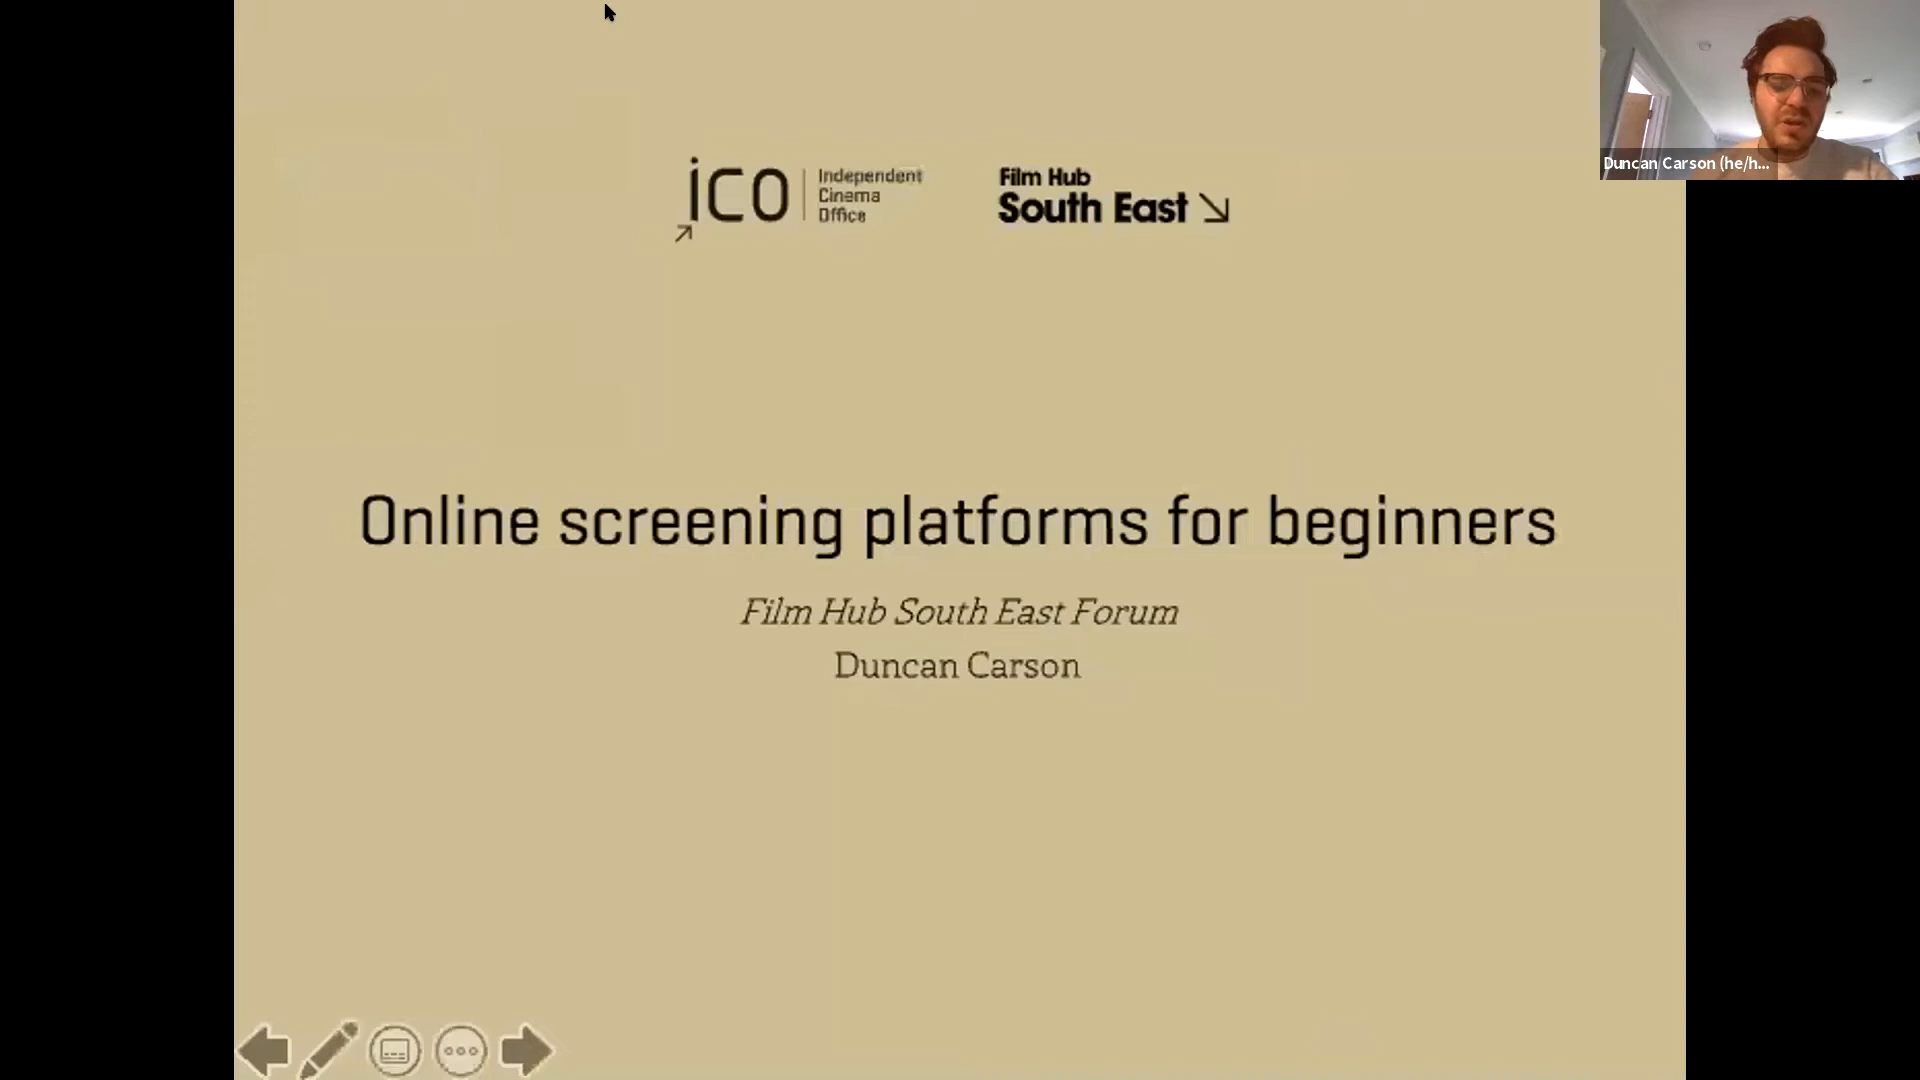 ico
Independent
Cinema
Office
Film Hub
South East
Duncan Carson (he/h...
Online screening platforms for beginners
Film Hub South East Forum
Duncan Carson